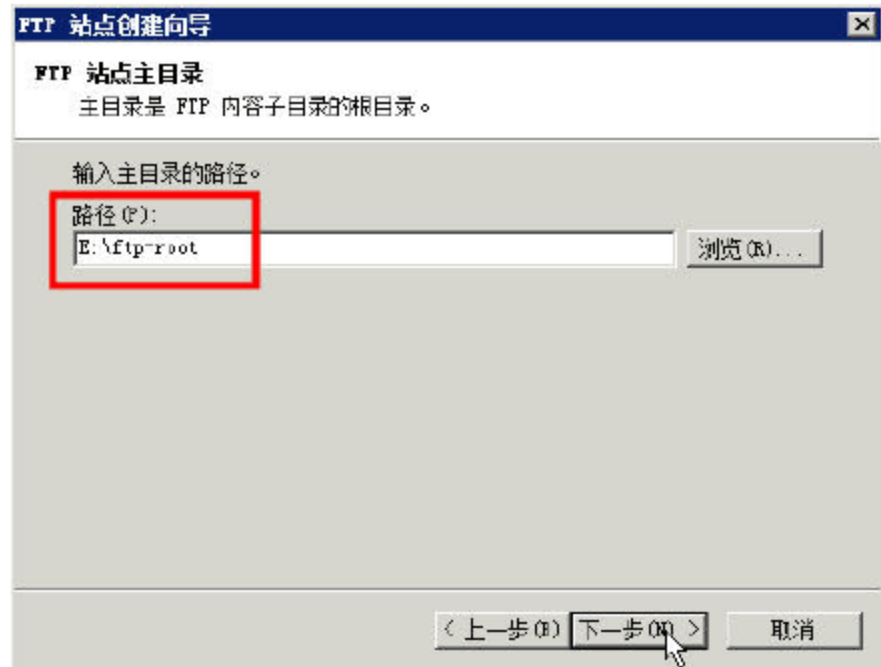 FTP 站点创建向导
FTP 站点主目录
主目录是 FTP 内容子目录的根目录。
输入主目录的路径。
路径(P):
E:\ftp-root
浏览(R)...
< 上一步(B) 下一步(N) > 取消